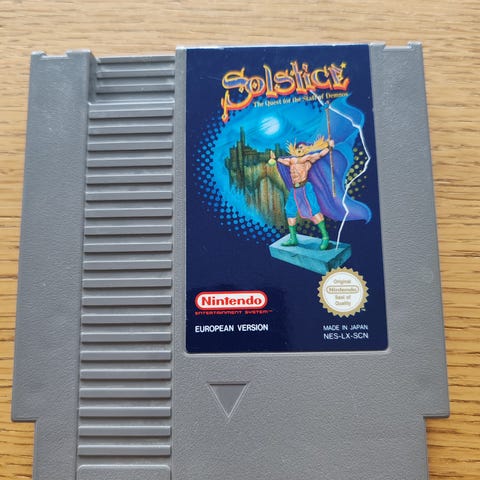 Solstice
The Quest for the Staff of Demnos
Nintendo
ENTERTAINMENT SYSTEM™
EUROPEAN VERSION
Original
Nintendo
Seal of
Quality
MADE IN JAPAN
NES-LX-SCN